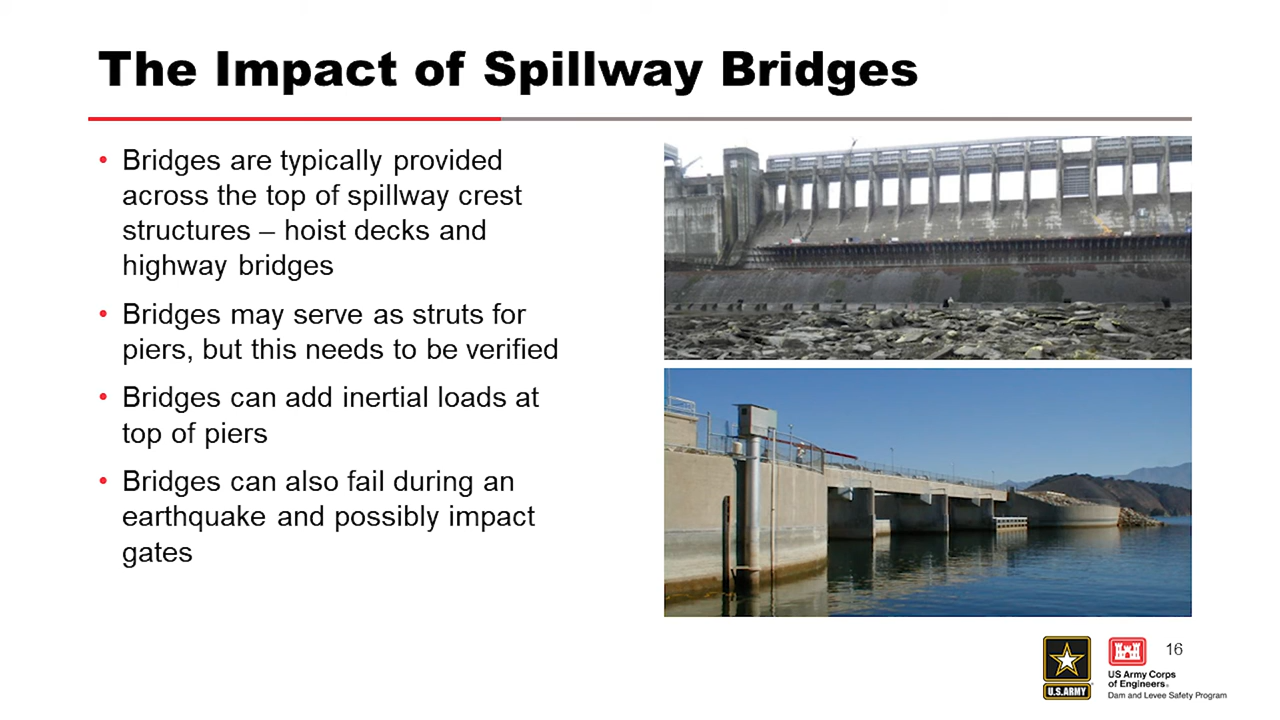 The Impact of Spillway Bridges
• Bridges are typically provided
across the top of spillway crest
structures – hoist decks and
highway bridges
• Bridges may serve as struts for
piers, but this needs to be verified
• Bridges can add inertial loads at
top of piers
• Bridges can also fail during an
earthquake and possibly impact
gates
16
U.S.ARMY
US Army Corps
of Engineers®
Dam and Levee Safety Program